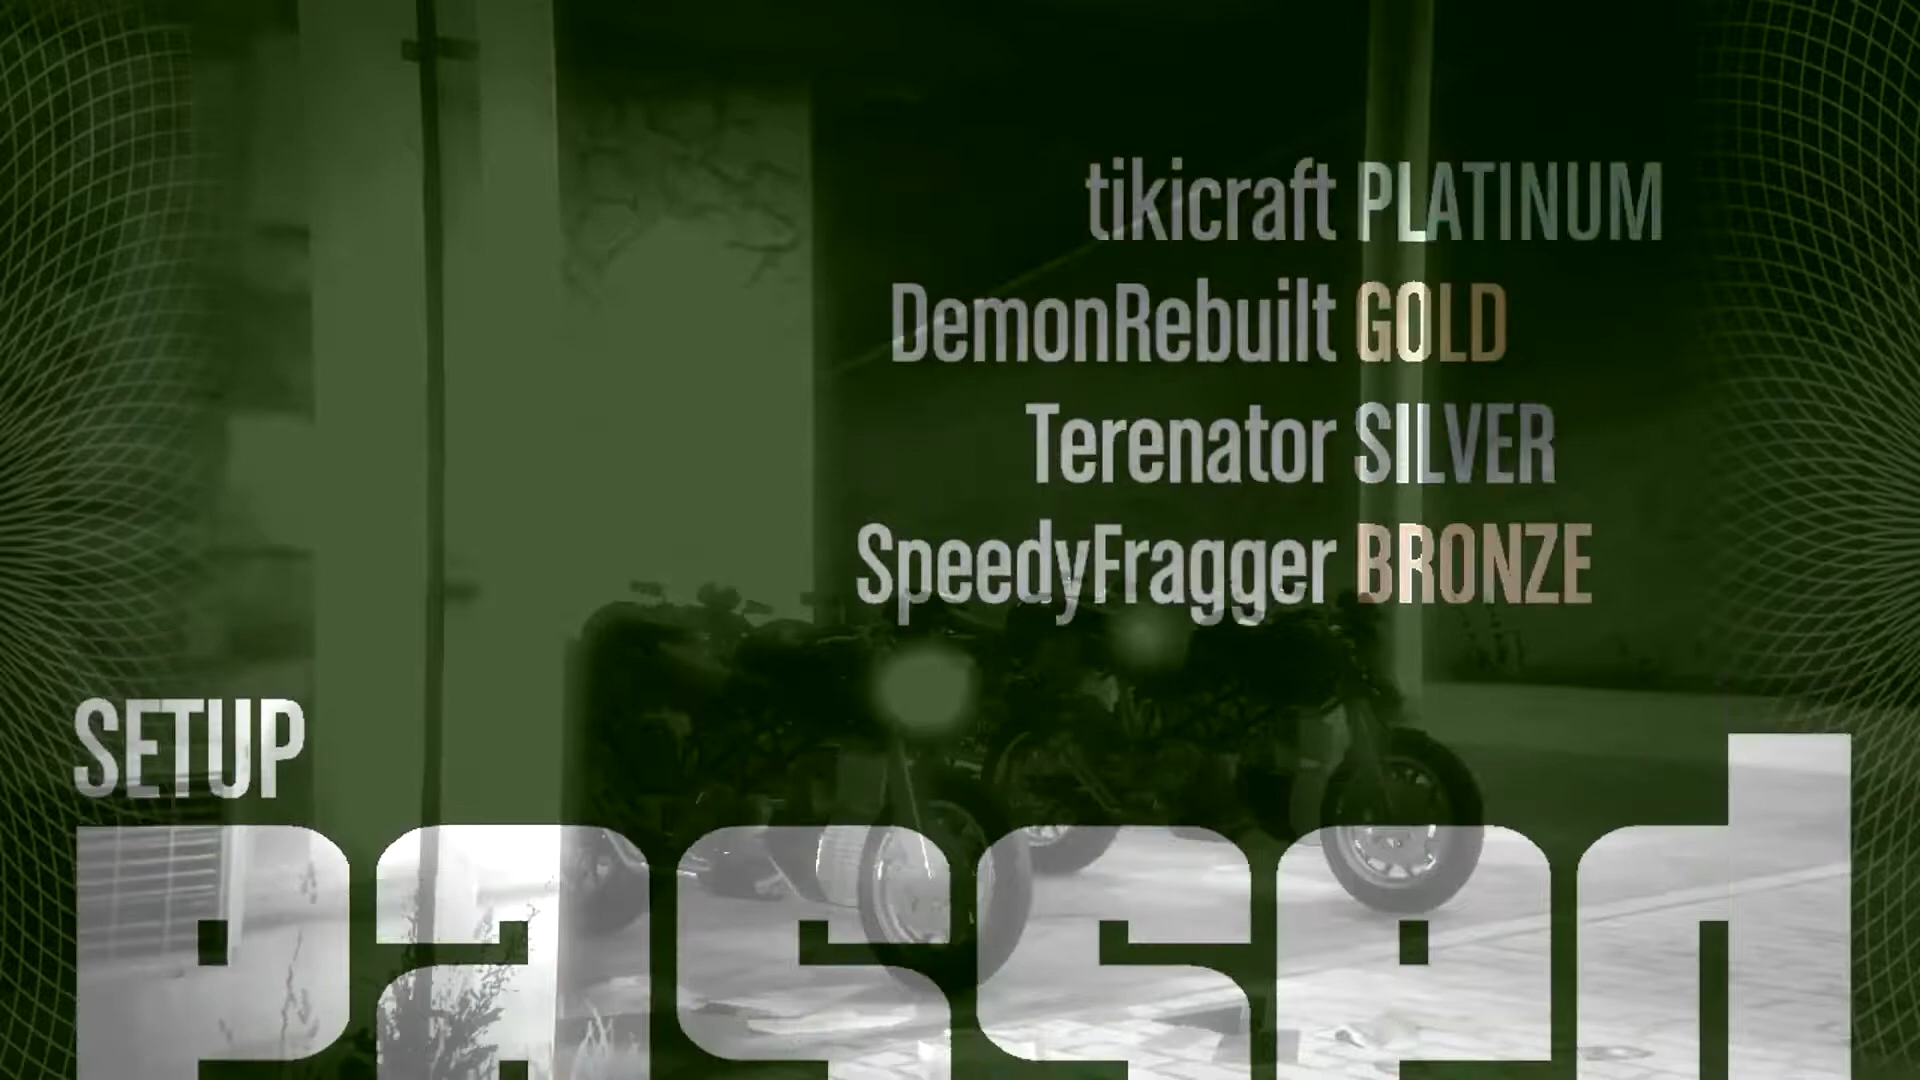 tikicraft PLATINUM
DemonRebuilt GOLD
Terenator SILVER
SpeedyFragger BRONZE
SETUP
passed